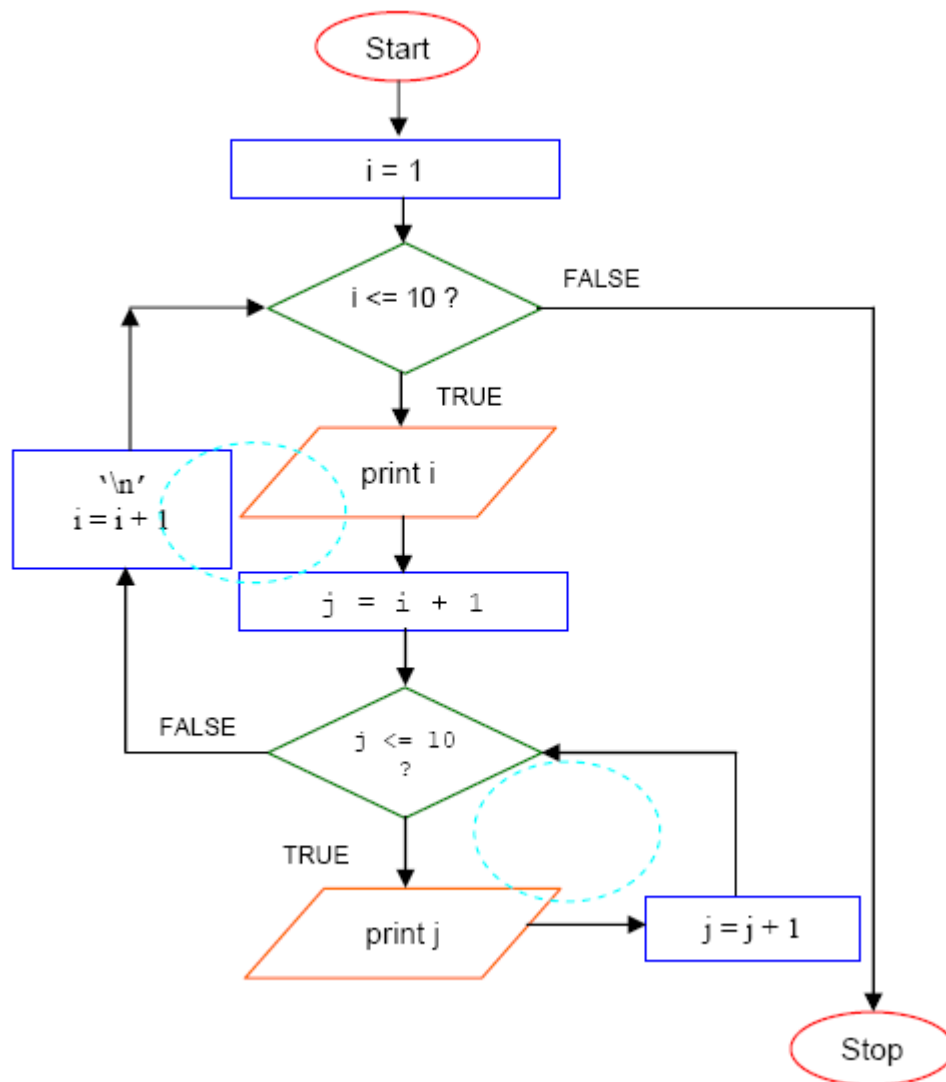 Start
i = 1
i <= 10 ?
FALSE
TRUE
print i
‘\n’
i = i + 1
j = i + 1
FALSE
j <= 10
?
TRUE
print j
j = j + 1
Stop